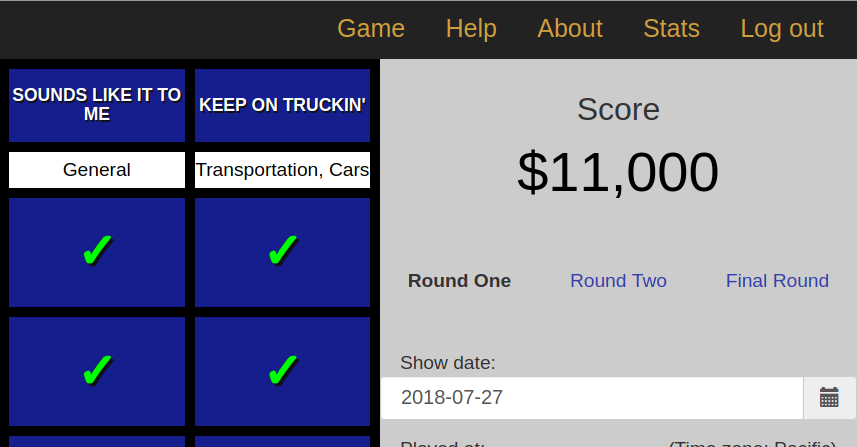 Game Help About Stats Log out
SOUNDS LIKE IT TO
ME
KEEP ON TRUCKIN'
General
Transportation, Cars
Score
$11,000
Round One Round Two Final Round
Show date:
2018-07-27
Played at: (Time zone: Pacific)